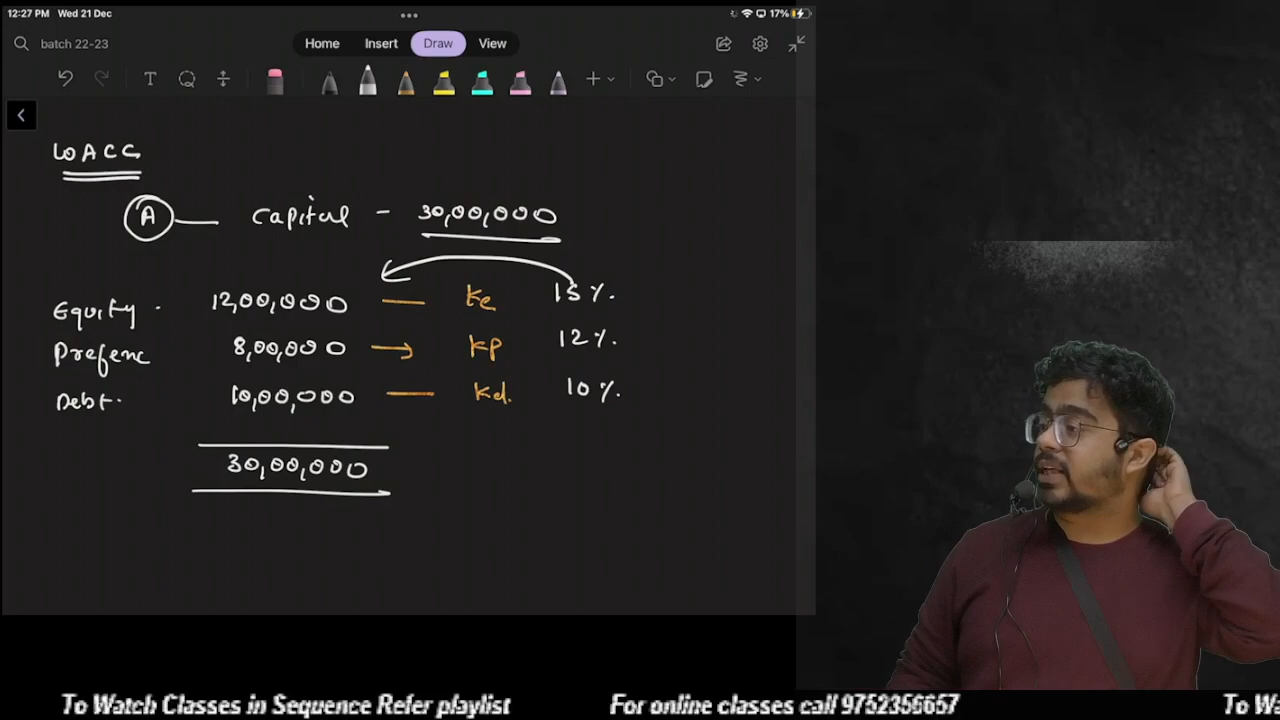 12:27 PM Wed 21 Dec
17%
batch 22-23
Home Insert Draw View
WACC
A — Capital - 30,00,000
Equity. 12,00,000 — Ke 15%.
Prefenc 8,00,000 → Kp 12%.
Debt. 10,00,000 — Kd. 10%.
30,00,000
To Watch Classes in Sequence Refer playlist For online classes call 9752356657 To Wa